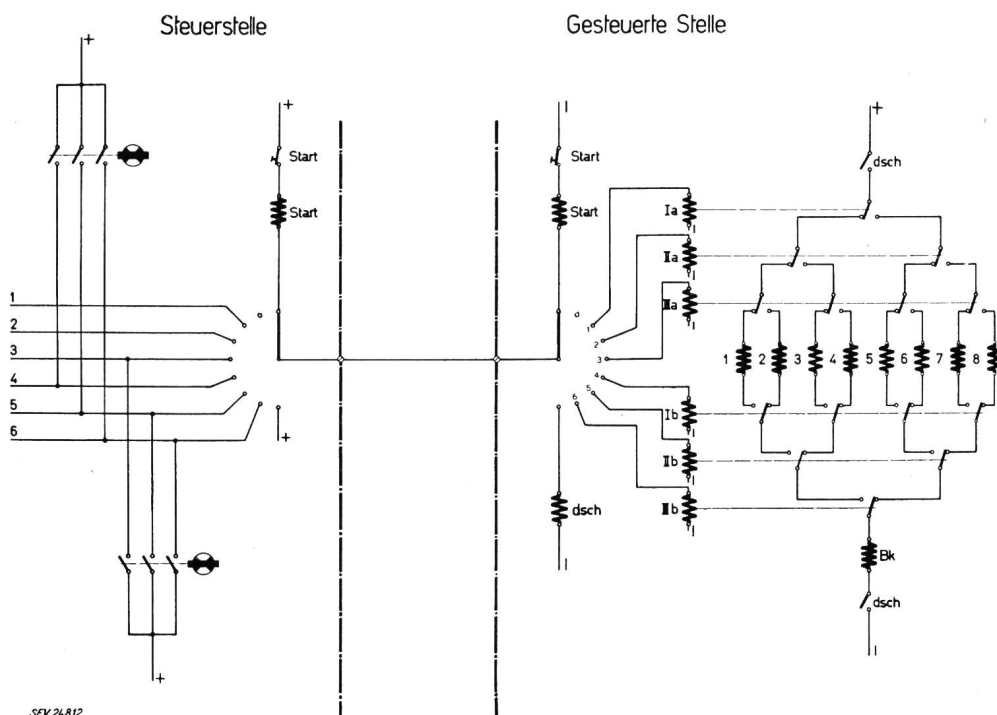 Steuerstelle
Gesteuerte Stelle
+
+
Start
Start
1
2
3
4
5
6
o
+
+
I
Start
Start
o
1
2
3
4
5
6
dsch
I
Ia
I
IIa
I
IIIa
I
Ib
I
IIb
I
IIIb
I
+
dsch
1
2
3
4
5
6
7
8
Bk
dsch
I
SEV 24812